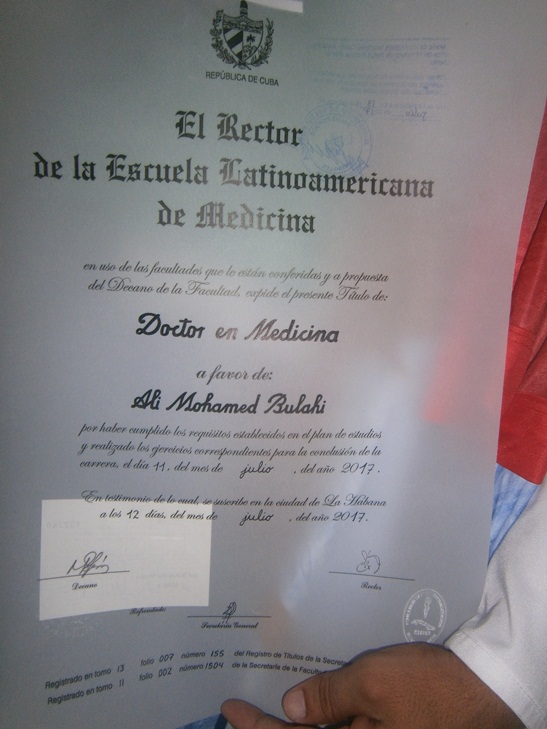 REPÚBLICA DE CUBA
El Rector
de la Escuela Latinoamericana
de Medicina
en uso de las facultades que le están conferidas y a propuesta
del Decano de la Facultad, expide el presente Título de:
Doctor en Medicina
a favor de:
Ali Mohamed Bulahi
por haber cumplido los requisitos establecidos en el plan de estudios
y realizado los ejercicios correspondientes para la conclusión de la
carrera, el día 11, del mes de julio, del año 2017.
En testimonio de lo cual, se suscribe en la ciudad de La Habana
a los 12 días, del mes de julio, del año 2017.
Decano
Rector
Refrendado:
Secretario General
Registrado en tomo 13 folio 007 número 155 del Registro de Títulos de la Secre
Registrado en tomo 11 folio 002 número 1504 de la Secretaría de la Facult